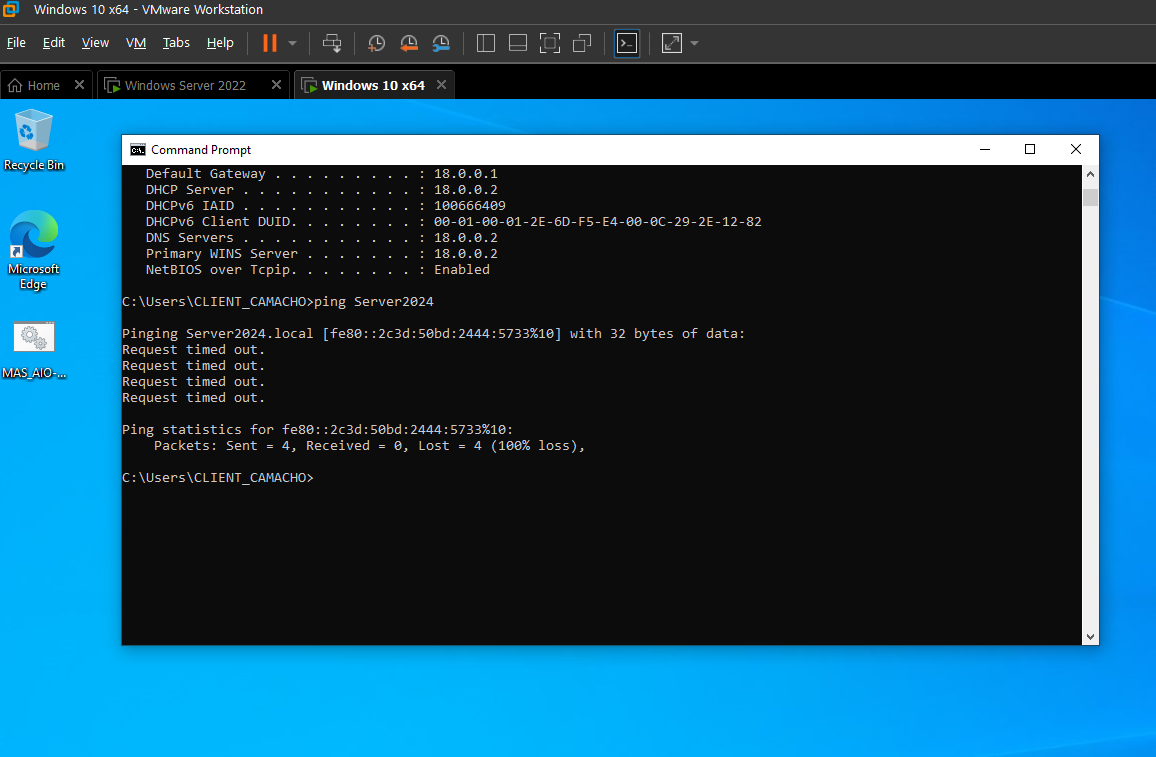 Windows 10 x64 - VMware Workstation
File Edit View VM Tabs Help
Home Windows Server 2022 Windows 10 x64
Recycle Bin
Microsoft
Edge
MAS_AIO-...
Command Prompt
Default Gateway . . . . . . . . . : 18.0.0.1
DHCP Server . . . . . . . . . . . : 18.0.0.2
DHCPv6 IAID . . . . . . . . . . . : 100666409
DHCPv6 Client DUID. . . . . . . . : 00-01-00-01-2E-6D-F5-E4-00-0C-29-2E-12-82
DNS Servers . . . . . . . . . . . : 18.0.0.2
Primary WINS Server . . . . . . . : 18.0.0.2
NetBIOS over Tcpip. . . . . . . . : Enabled
C:\Users\CLIENT_CAMACHO>ping Server2024
Pinging Server2024.local [fe80::2c3d:50bd:2444:5733%10] with 32 bytes of data:
Request timed out.
Request timed out.
Request timed out.
Request timed out.
Ping statistics for fe80::2c3d:50bd:2444:5733%10:
Packets: Sent = 4, Received = 0, Lost = 4 (100% loss),
C:\Users\CLIENT_CAMACHO>